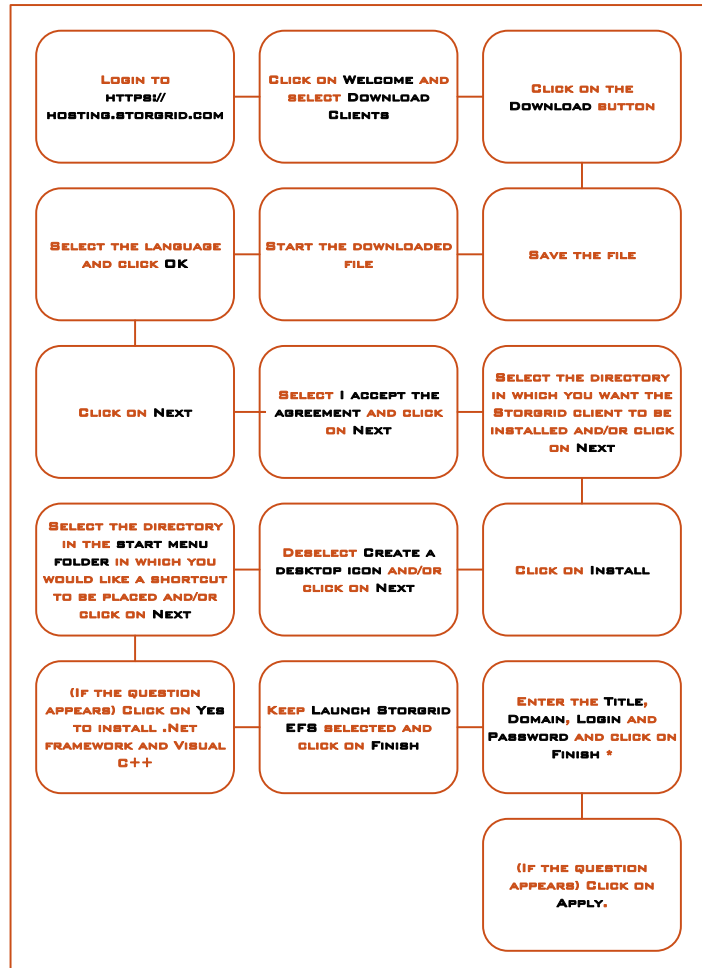 Login to
https://
hosting.storgrid.com
Click on Welcome and
select Download
Clients
Click on the
Download button
Select the language
and click OK
Start the downloaded
file
Save the file
Click on Next
Select I accept the
agreement and click
on Next
Select the directory
in which you want the
Storgrid client to be
installed and/or click
on Next
Select the directory
in the start menu
folder in which you
would like a shortcut
to be placed and/or
click on Next
Deselect Create a
desktop icon and/or
click on Next
Click on Install
(If the question
appears) Click on Yes
to install .Net
framework and Visual
C++
Keep Launch Storgrid
EFS selected and
click on Finish
Enter the Title,
Domain, Login and
Password and click on
Finish *
(If the question
appears) Click on
Apply.